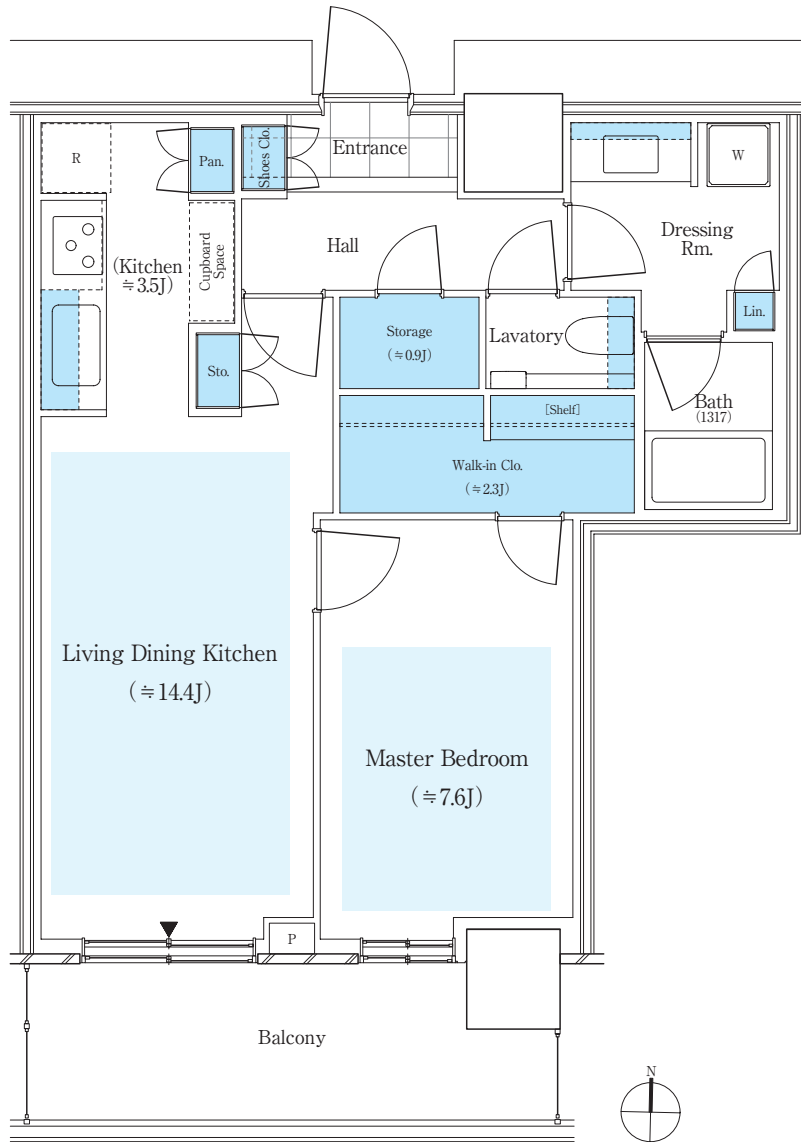 Entrance
Shoes Clo.
Pan.
R
W
Dressing
Rm.
Hall
(Kitchen
≒3.5J)
Cupboard
Space
Lin.
Storage
(≒0.9J)
Lavatory
Sto.
Bath
(1317)
[Shelf]
Walk-in Clo.
(≒2.3J)
Living Dining Kitchen
(≒14.4J)
Master Bedroom
(≒7.6J)
P
Balcony
N